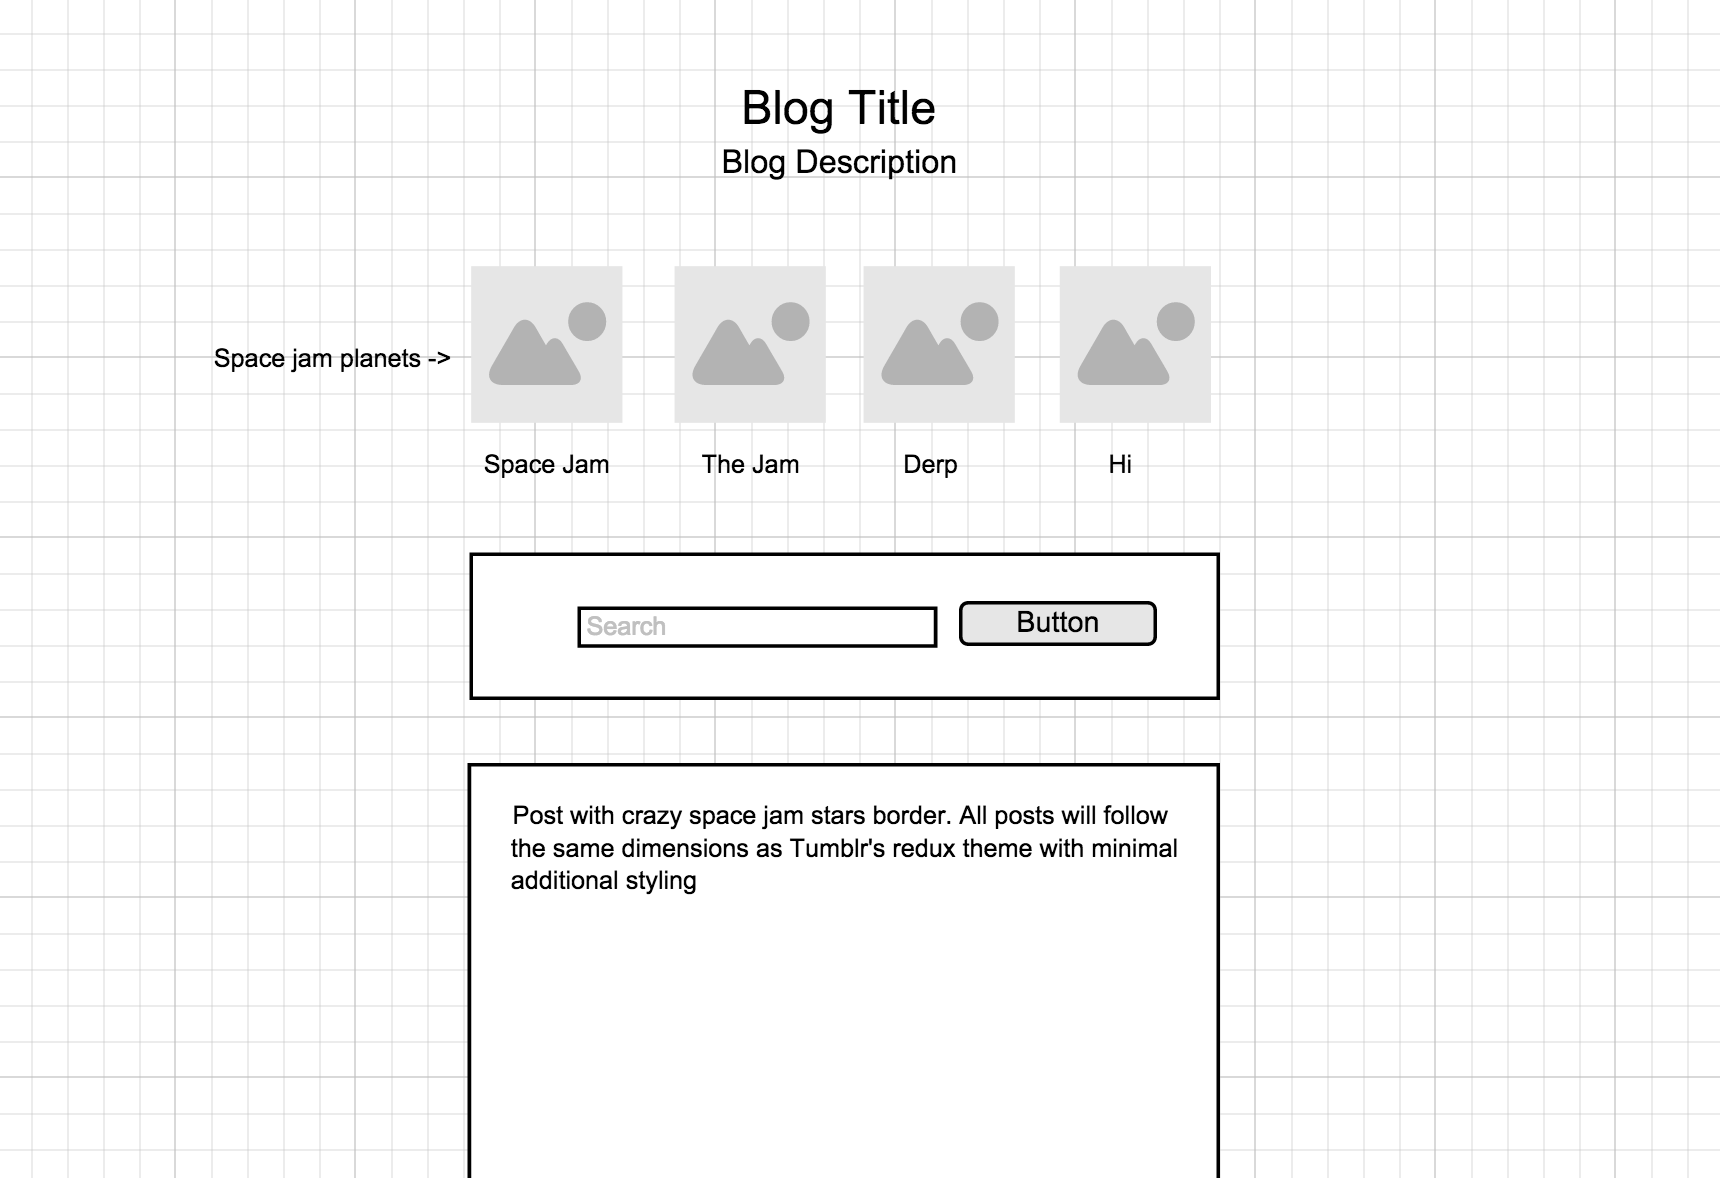 Blog Title
Blog Description
Space jam planets ->
Space Jam
The Jam
Derp
Hi
Search
Button
Post with crazy space jam stars border. All posts will follow
the same dimensions as Tumblr's redux theme with minimal
additional styling